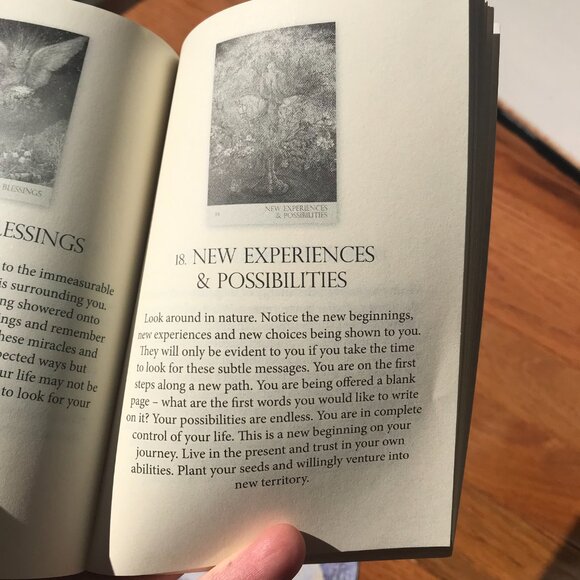 BLESSINGS
LESSINGS
to the immeasurable
is surrounding you.
ng showered onto
ngs and remember
hese miracles and
pected ways but
ur life may not be
to look for your
18
NEW EXPERIENCES
& POSSIBILITIES
18. NEW EXPERIENCES
& POSSIBILITIES
Look around in nature. Notice the new beginnings,
new experiences and new choices being shown to you.
They will only be evident to you if you take the time
to look for these subtle messages. You are on the first
steps along a new path. You are being offered a blank
page – what are the first words you would like to write
on it? Your possibilities are endless. You are in complete
control of your life. This is a new beginning on your
journey. Live in the present and trust in your own
abilities. Plant your seeds and willingly venture into
new territory.